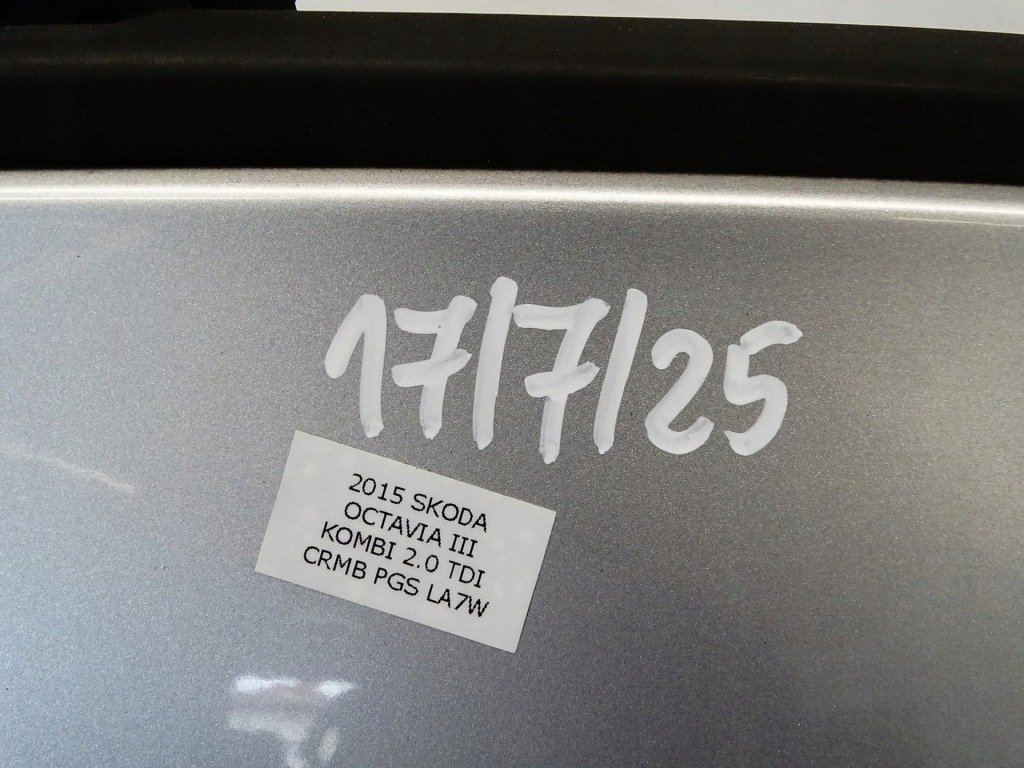 17/7/25
2015 SKODA
OCTAVIA III
KOMBI 2.0 TDI
CRMB PGS LA7W